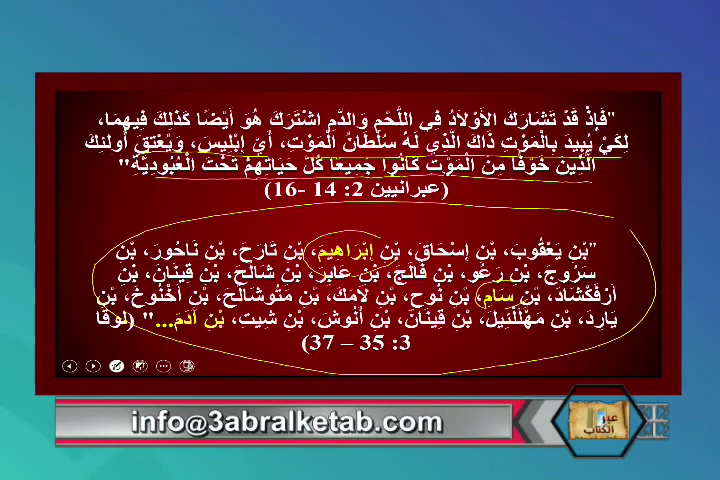 "فَإِذْ قَدْ تَشَارَكَ الأَوْلاَدُ فِي اللَّحْمِ وَالدَّمِ اشْتَرَكَ هُوَ أَيْضًا كَذلِكَ فِيهِمَا،
لِكَيْ يُبِيدَ بِالْمَوْتِ ذَاكَ الَّذِي لَهُ سُلْطَانُ الْمَوْتِ، أَيْ إِبْلِيسَ، وَيُعْتِقَ أُولئِكَ
الَّذِينَ خَوْفًا مِنَ الْمَوْتِ كَانُوا جَمِيعًا كُلَّ حَيَاتِهِمْ تَحْتَ الْعُبُودِيَّةِ"
(عبرانيين 2: 14 -16)
"بْنِ يَعْقُوبَ، بْنِ إِسْحَاقَ، بْنِ إِبْرَاهِيمَ، بْنِ تَارَحَ، بْنِ نَاحُورَ، بْنِ
سَرُوجَ، بْنِ رَعُو، بْنِ فَالَجَ، بْنِ عَابِرَ، بْنِ شَالَحَ، بْنِ قِينَانَ، بْنِ
أَرْفَكْشَادَ، بْنِ سَامِ، بْنِ نُوحِ، بْنِ لاَمَكَ، بْنِ مَتُوشَالَحَ، بْنِ أَخْنُوخَ، بْنِ
يَارِدَ، بْنِ مَهْلَلْئِيلَ، بْنِ قِينَانَ، بْنِ أَنُوشَ، بْنِ شِيتِ، بْنِ آدَمَ..." (لوقا
3: 35 – 37)
info@3abralketab.com
عبر
الكتاب